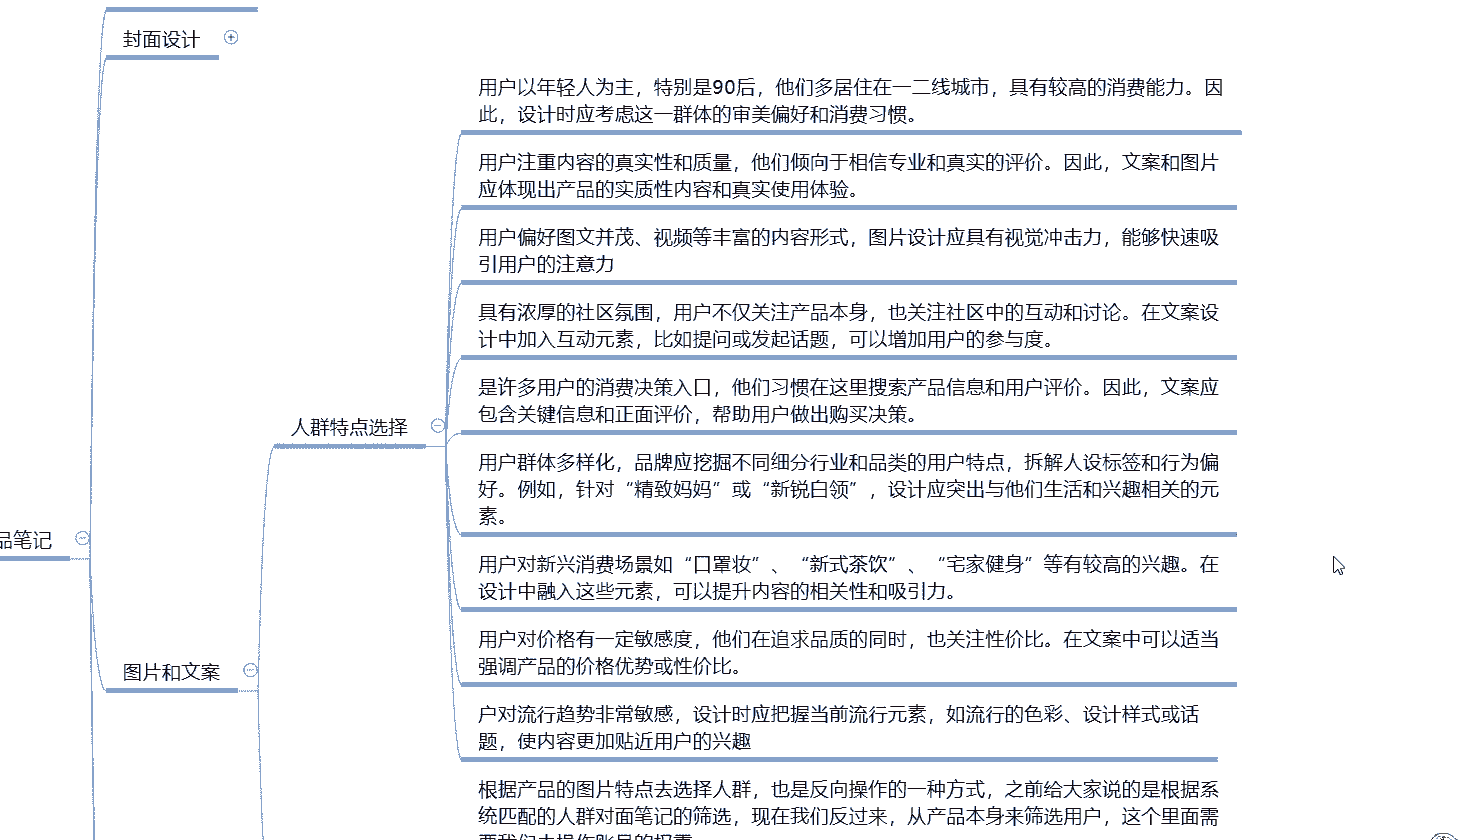 封面设计
用户以年轻人为主，特别是90后，他们多居住在一二线城市，具有较高的消费能力。因
此，设计时应考虑这一群体的审美偏好和消费习惯。
用户注重内容的真实性和质量，他们倾向于相信专业和真实的评价。因此，文案和图片
应体现出产品的实质性内容和真实使用体验。
用户偏好图文并茂、视频等丰富的内容形式，图片设计应具有视觉冲击力，能够快速吸
引用户的注意力
具有浓厚的社区氛围，用户不仅关注产品本身，也关注社区中的互动和讨论。在文案设
计中加入互动元素，比如提问或发起话题，可以增加用户的参与度。
是许多用户的消费决策入口，他们习惯在这里搜索产品信息和用户评价。因此，文案应
包含关键信息和正面评价，帮助用户做出购买决策。
人群特点选择
用户群体多样化，品牌应挖掘不同细分行业和品类的用户特点，拆解人设标签和行为偏
好。例如，针对“精致妈妈”或“新锐白领”，设计应突出与他们生活和兴趣相关的元
素。
品笔记
用户对新兴消费场景如“口罩妆”、“新式茶饮”、“宅家健身”等有较高的兴趣。在
设计中融入这些元素，可以提升内容的相关性和吸引力。
用户对价格有一定敏感度，他们在追求品质的同时，也关注性价比。在文案中可以适当
强调产品的价格优势或性价比。
图片和文案
户对流行趋势非常敏感，设计时应把握当前流行元素，如流行的色彩、设计样式或话
题，使内容更加贴近用户的兴趣
根据产品的图片特点去选择人群，也是反向操作的一种方式，之前给大家说的是根据系
统匹配的人群对面笔记的筛选，现在我们反过来，从产品本身来筛选用户，这个里面需